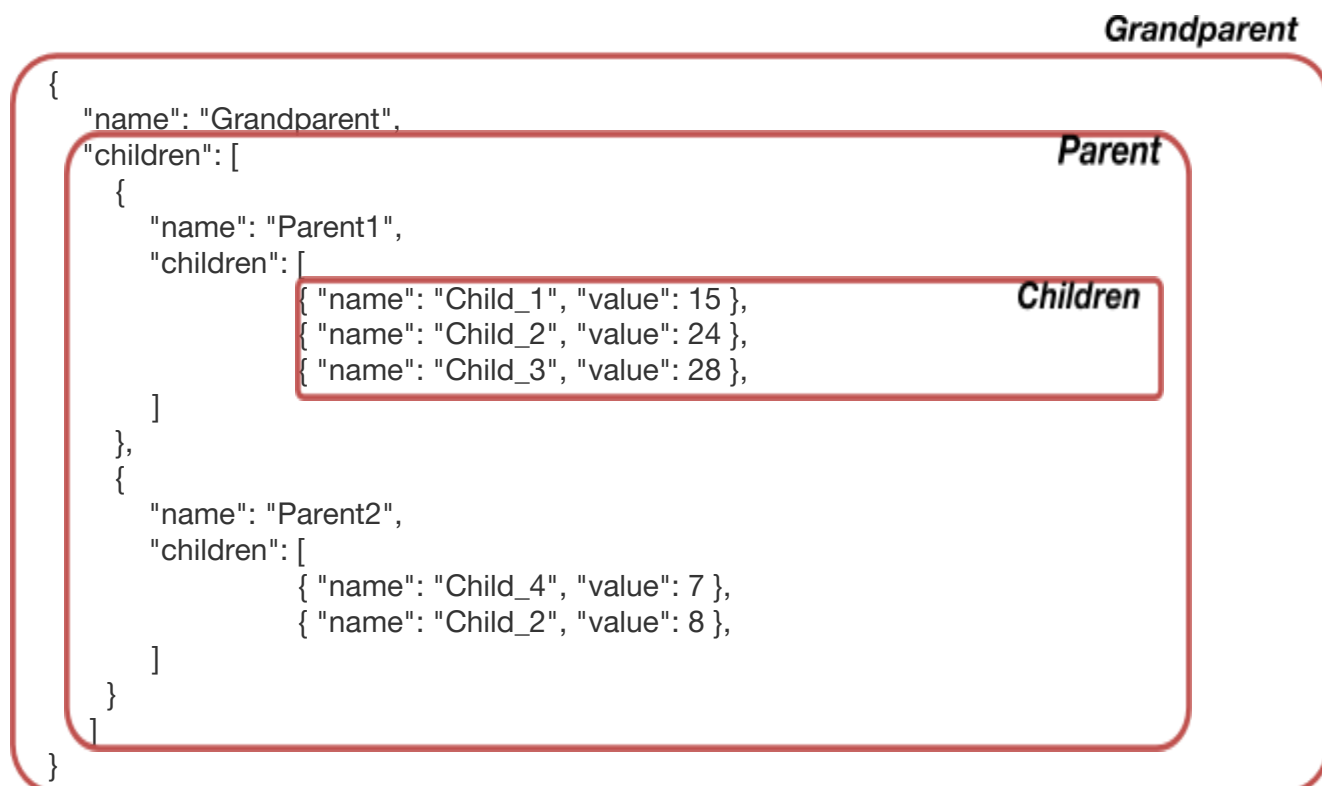 Grandparent
{
"name": "Grandparent",
"children": [
Parent
{
"name": "Parent1",
"children": [
{ "name": "Child_1", "value": 15 },
Children
{ "name": "Child_2", "value": 24 },
{ "name": "Child_3", "value": 28 },
]
},
{
"name": "Parent2",
"children": [
{ "name": "Child_4", "value": 7 },
{ "name": "Child_2", "value": 8 },
]
}
]
}